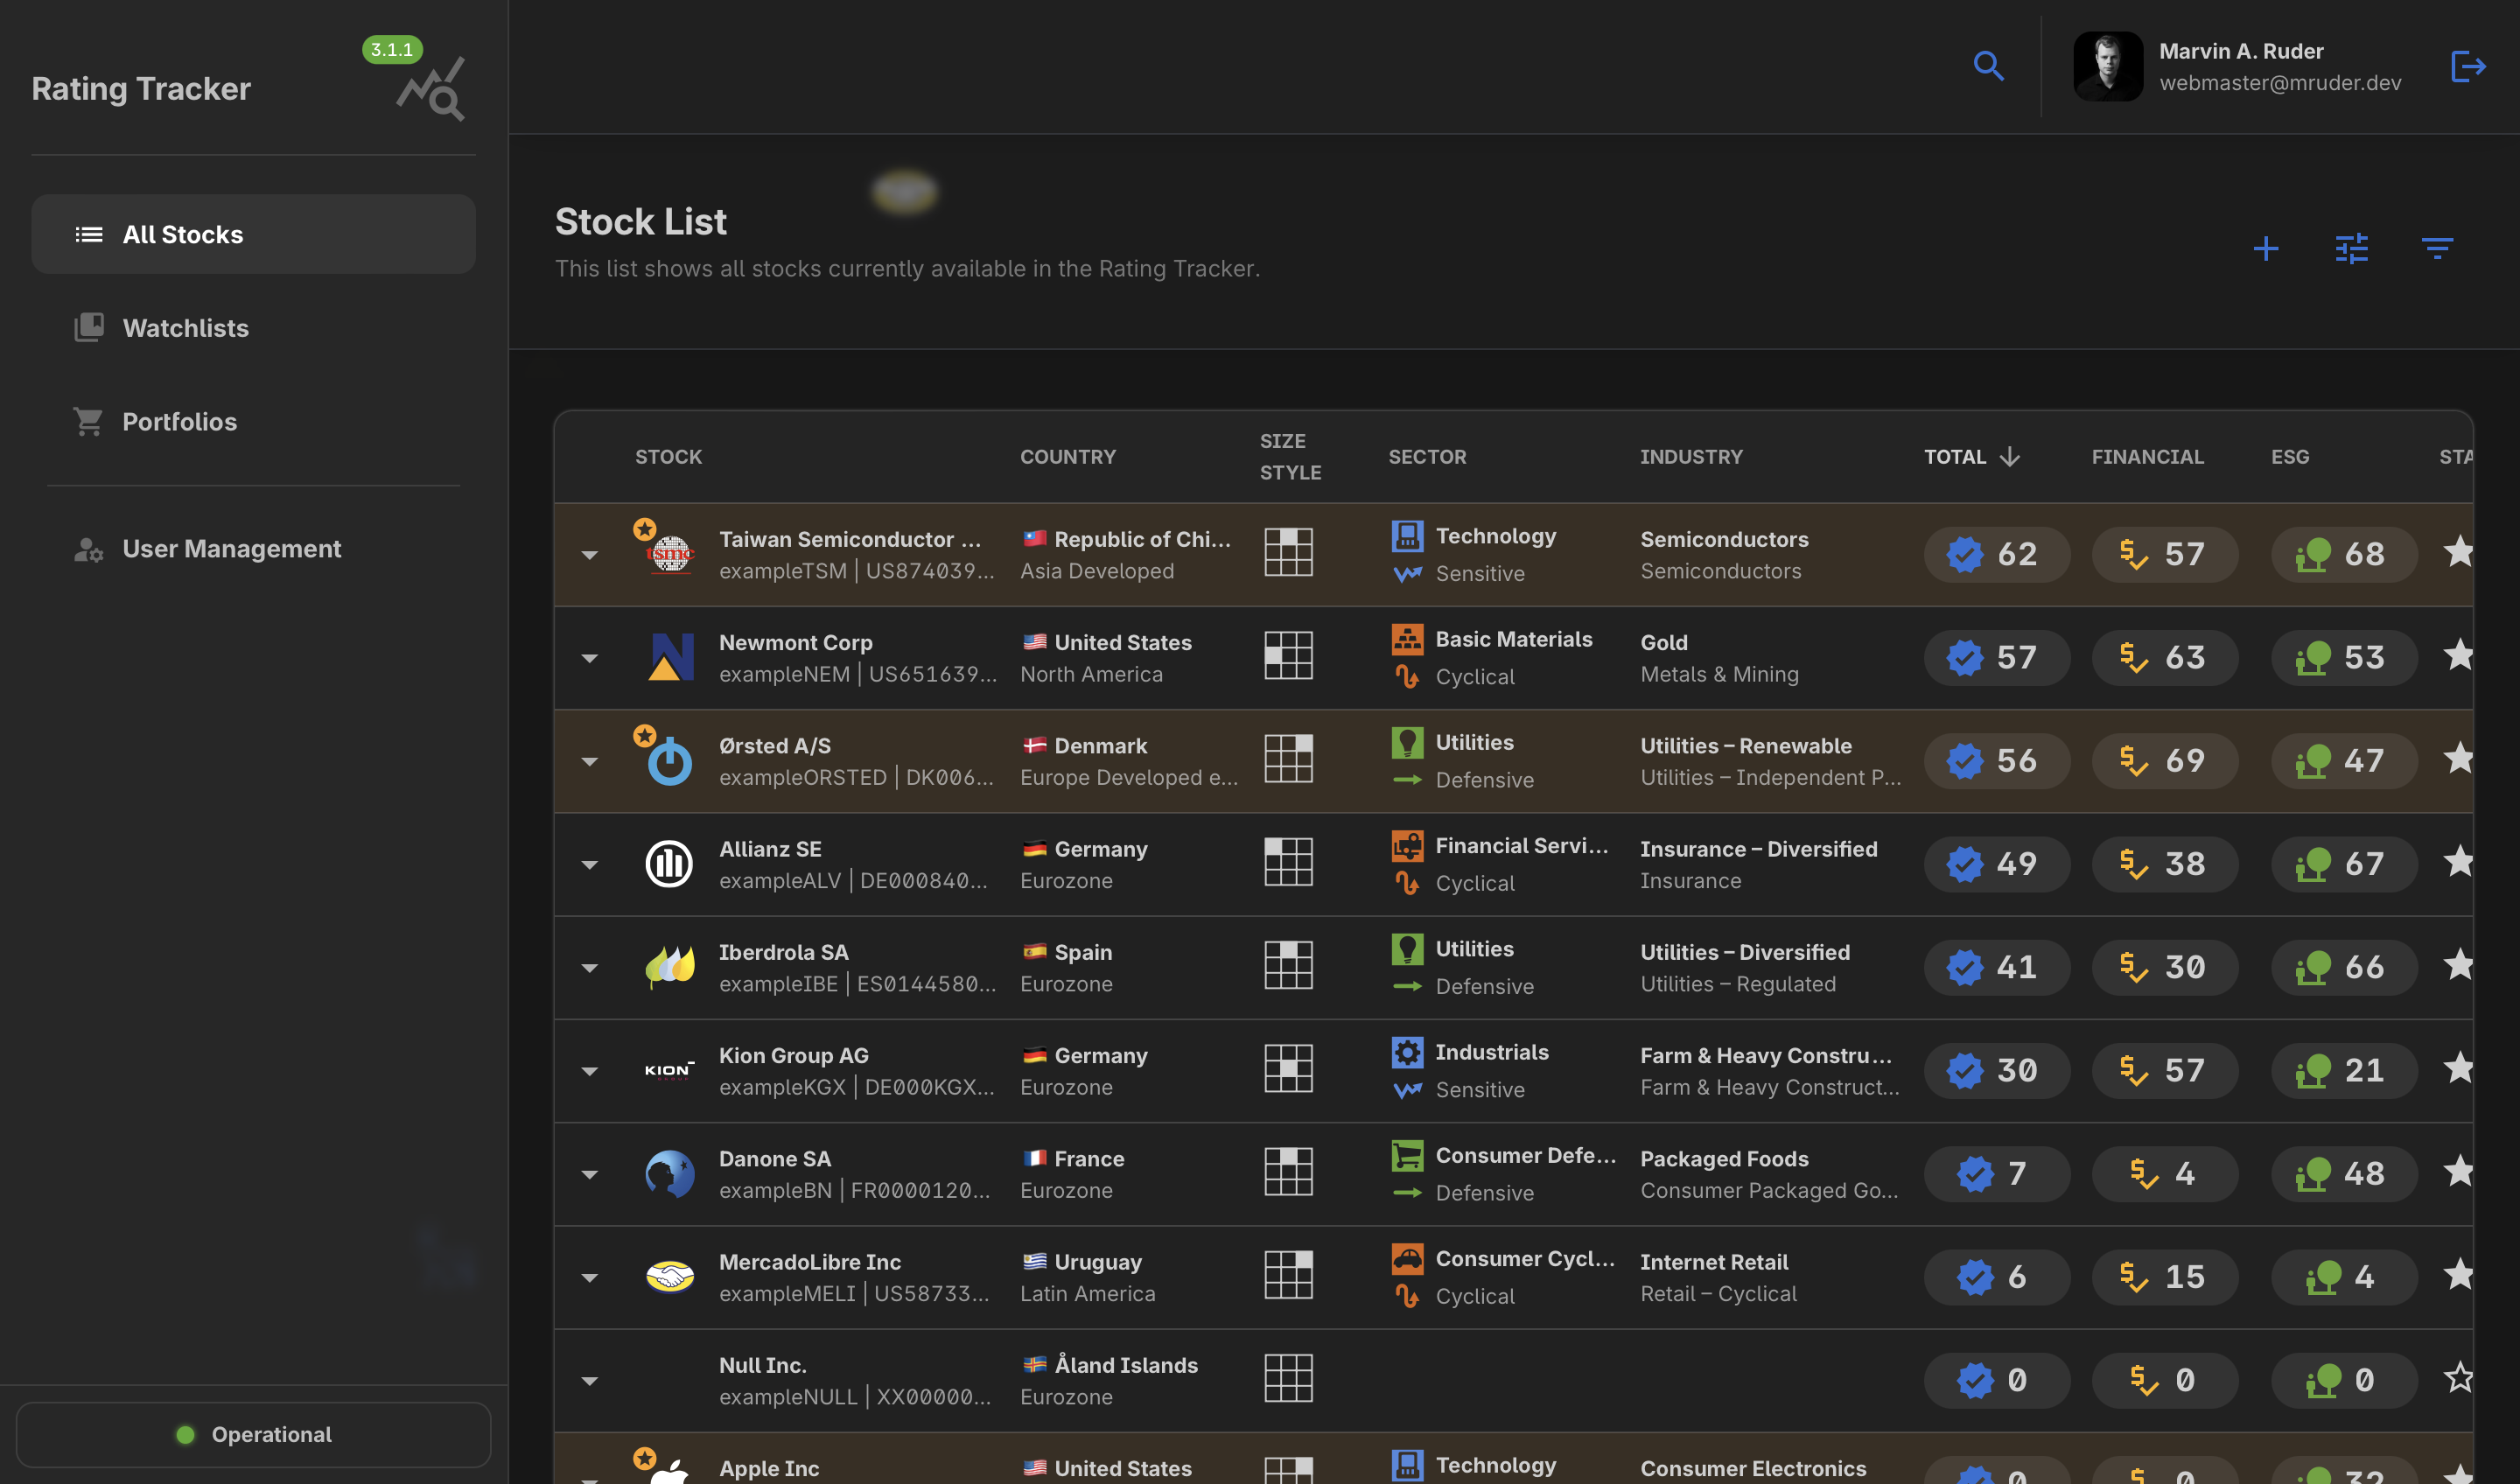 3.1.1
Rating Tracker
Marvin A. Ruder
webmaster@mruder.dev
All Stocks
Watchlists
Portfolios
User Management
Operational
Stock List
This list shows all stocks currently available in the Rating Tracker.
STOCK COUNTRY SIZE STYLE SECTOR INDUSTRY TOTAL FINANCIAL ESG STA
tsmc
Taiwan Semiconductor ... Republic of Chi... Technology Semiconductors 62 57 68
exampleTSM | US874039... Asia Developed Sensitive Semiconductors
Newmont Corp United States Basic Materials Gold 57 63 53
exampleNEM | US651639... North America Cyclical Metals & Mining
Ørsted A/S Denmark Utilities Utilities – Renewable 56 69 47
exampleORSTED | DK006... Europe Developed e... Defensive Utilities – Independent P...
Allianz SE Germany Financial Servi... Insurance – Diversified 49 38 67
exampleALV | DE000840... Eurozone Cyclical Insurance
Iberdrola SA Spain Utilities Utilities – Diversified 41 30 66
exampleIBE | ES0144580... Eurozone Defensive Utilities – Regulated
KION
Kion Group AG Germany Industrials Farm & Heavy Constru... 30 57 21
exampleKGX | DE000KGX... Eurozone Sensitive Farm & Heavy Construct...
Danone SA France Consumer Defe... Packaged Foods 7 4 48
exampleBN | FR0000120... Eurozone Defensive Consumer Packaged Go...
MercadoLibre Inc Uruguay Consumer Cycl... Internet Retail 6 15 4
exampleMELI | US58733... Latin America Cyclical Retail – Cyclical
Null Inc. Åland Islands 0 0 0
exampleNULL | XX00000... Eurozone
Apple Inc United States Technology Consumer Electronics 0 0 32